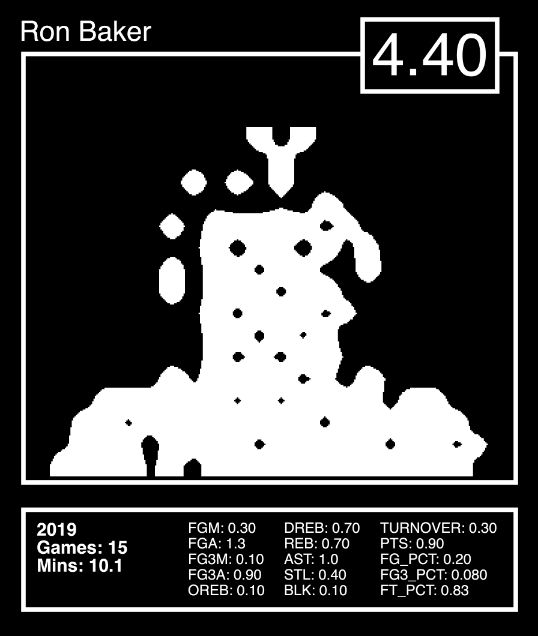 Ron Baker
4.40
2019
Games: 15
Mins: 10.1
FGM: 0.30
FGA: 1.3
FG3M: 0.10
FG3A: 0.90
OREB: 0.10
DREB: 0.70
REB: 0.70
AST: 1.0
STL: 0.40
BLK: 0.10
TURNOVER: 0.30
PTS: 0.90
FG_PCT: 0.20
FG3_PCT: 0.080
FT_PCT: 0.83